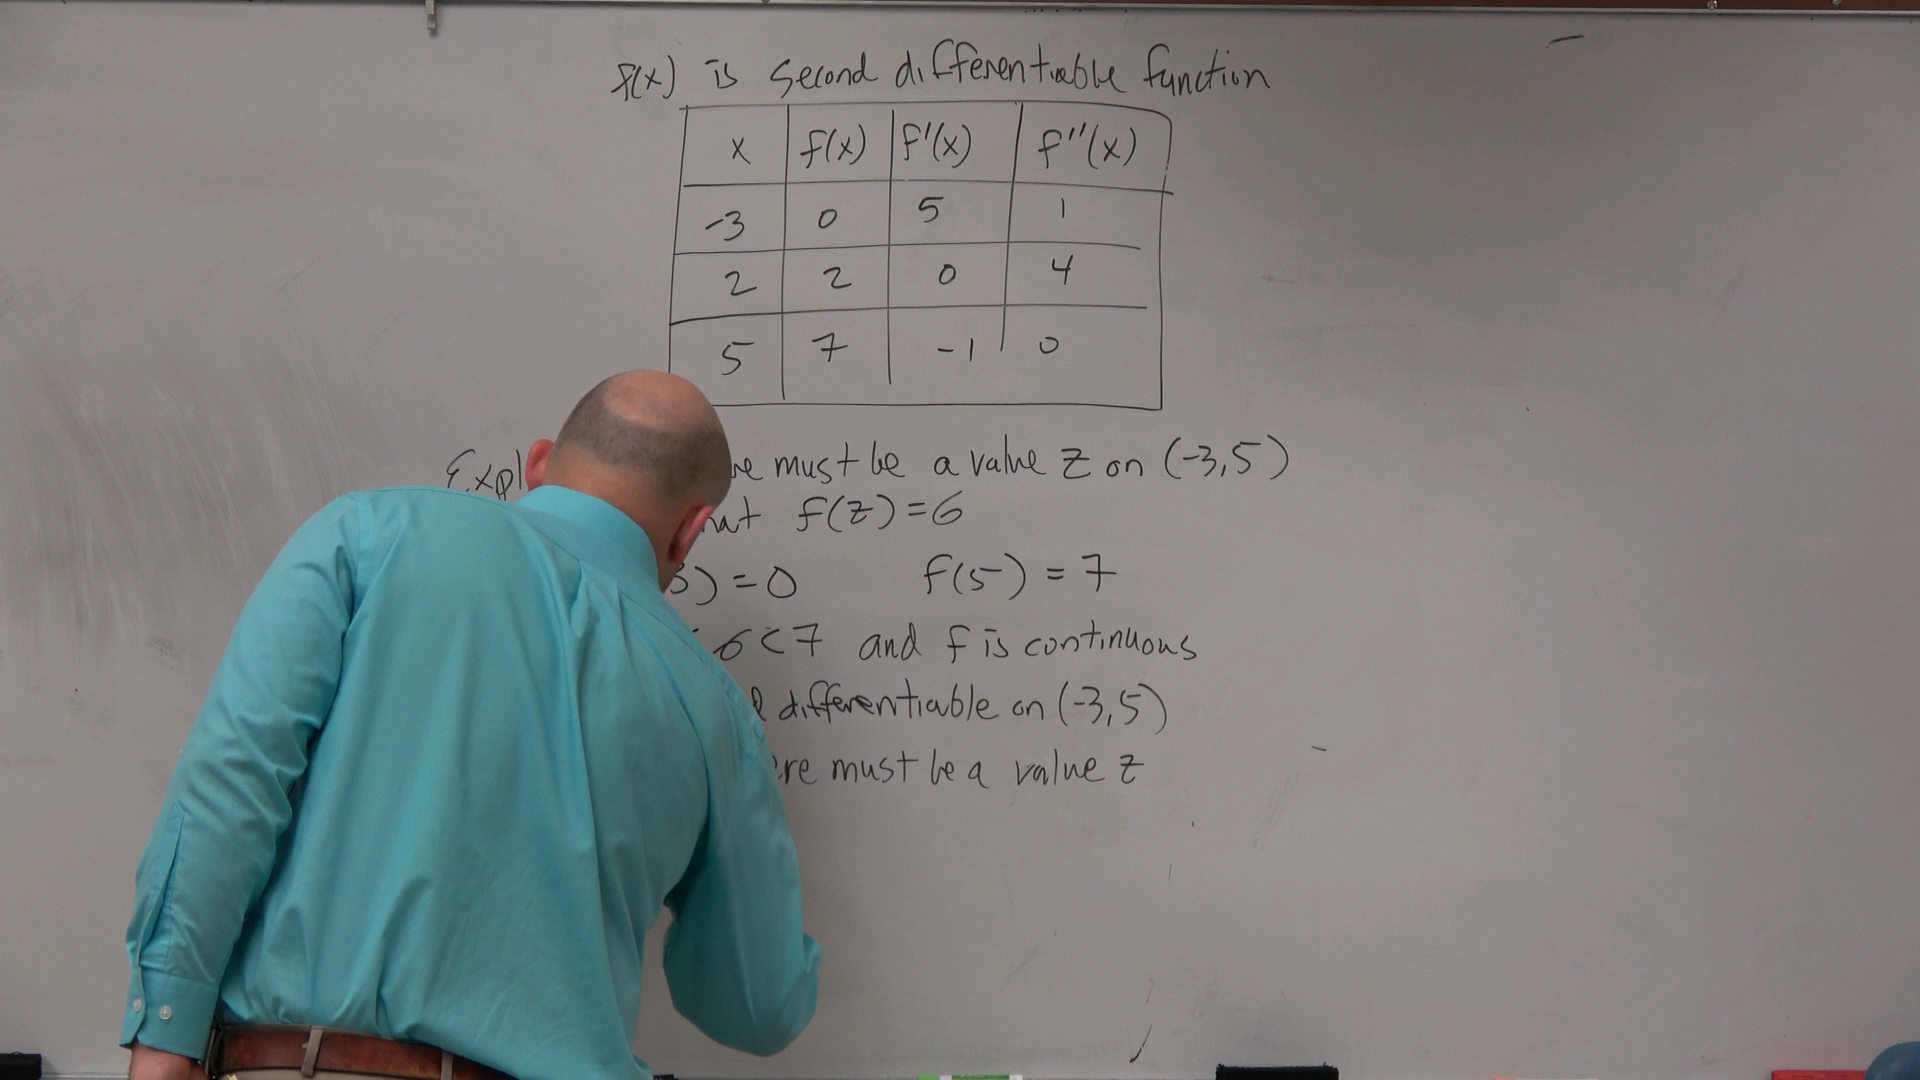 f(x) is second differentiable function
x f(x) f'(x) f''(x)
-3 0 5 1
2 2 0 4
5 7 -1 0
must be a value z on (-3,5)
f(z)=6
3) = 0 f(5) = 7
6<7 and f is continuous
differentiable on (-3,5)
must be a value z